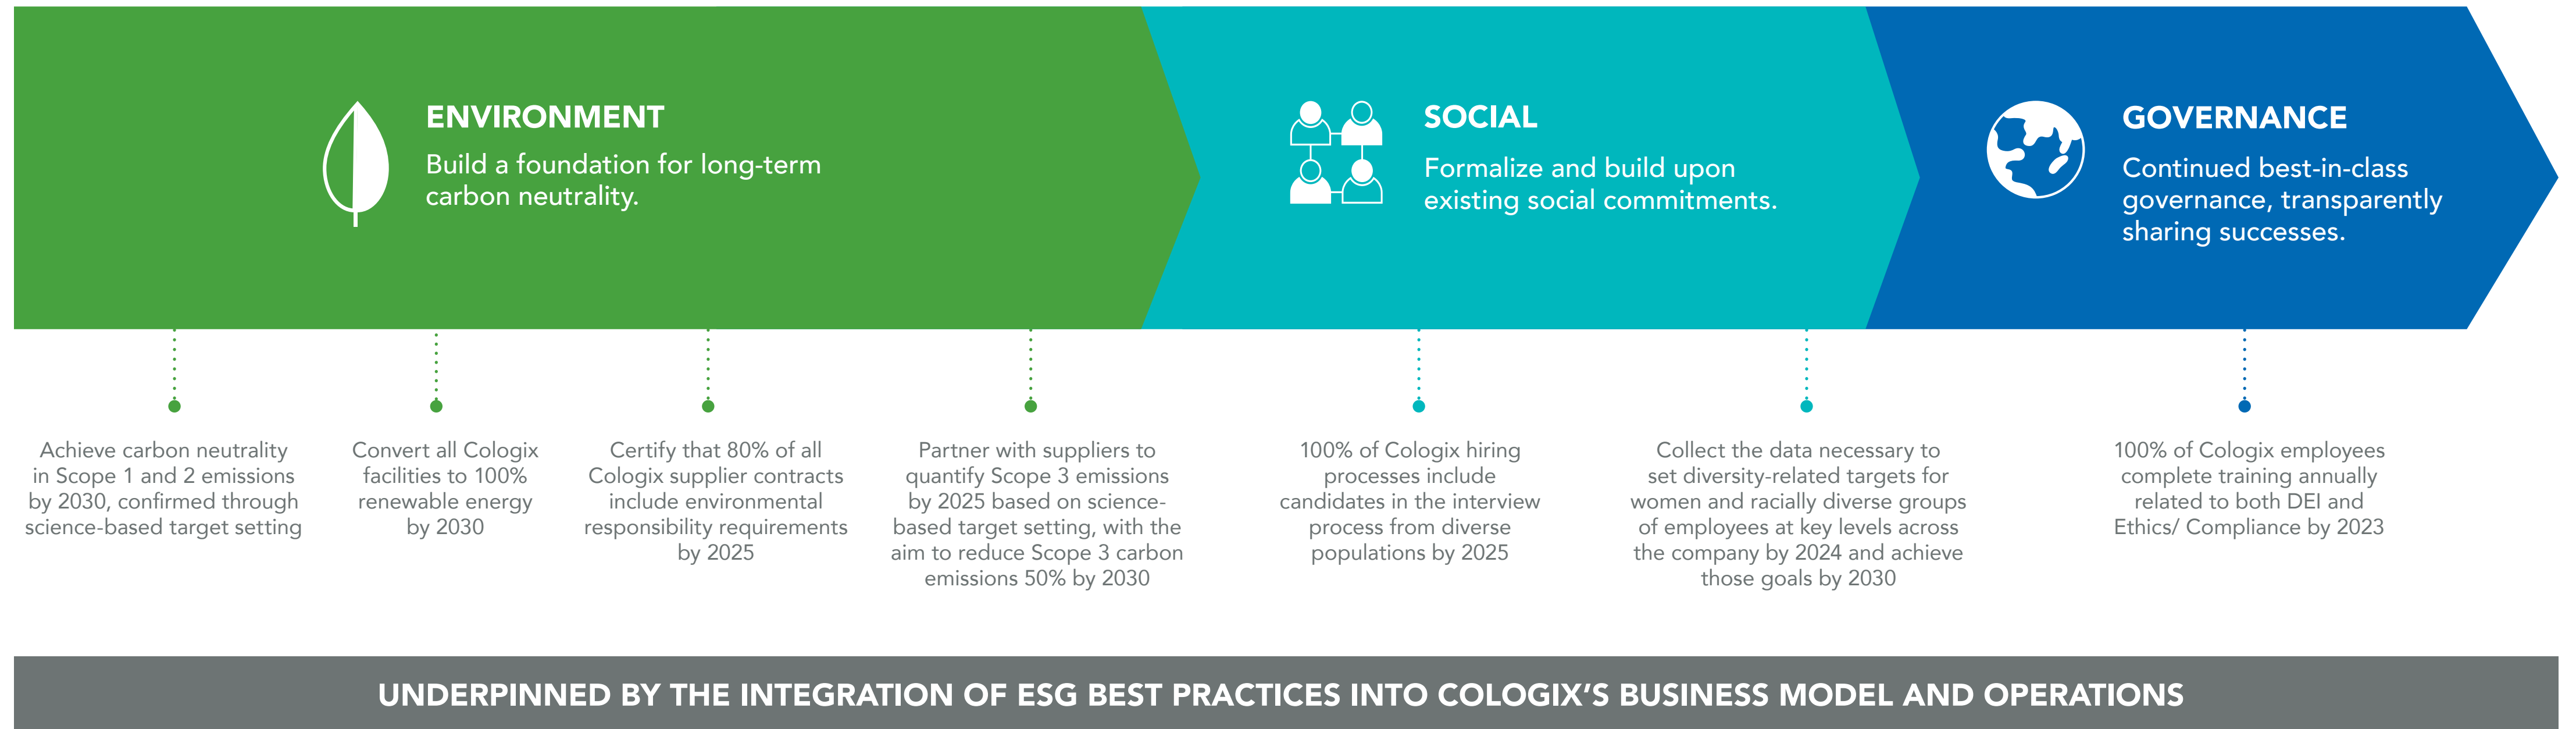 ENVIRONMENT
Build a foundation for long-term
carbon neutrality.
SOCIAL
Formalize and build upon
existing social commitments.
GOVERNANCE
Continued best-in-class
governance, transparently
sharing successes.
Achieve carbon neutrality
in Scope 1 and 2 emissions
by 2030, confirmed through
science-based target setting
Convert all Cologix
facilities to 100%
renewable energy
by 2030
Certify that 80% of all
Cologix supplier contracts
include environmental
responsibility requirements
by 2025
Partner with suppliers to
quantify Scope 3 emissions
by 2025 based on science-
based target setting, with the
aim to reduce Scope 3 carbon
emissions 50% by 2030
100% of Cologix hiring
processes include
candidates in the interview
process from diverse
populations by 2025
Collect the data necessary to
set diversity-related targets for
women and racially diverse groups
of employees at key levels across
the company by 2024 and achieve
those goals by 2030
100% of Cologix employees
complete training annually
related to both DEI and
Ethics/ Compliance by 2023
UNDERPINNED BY THE INTEGRATION OF ESG BEST PRACTICES INTO COLOGIX’S BUSINESS MODEL AND OPERATIONS